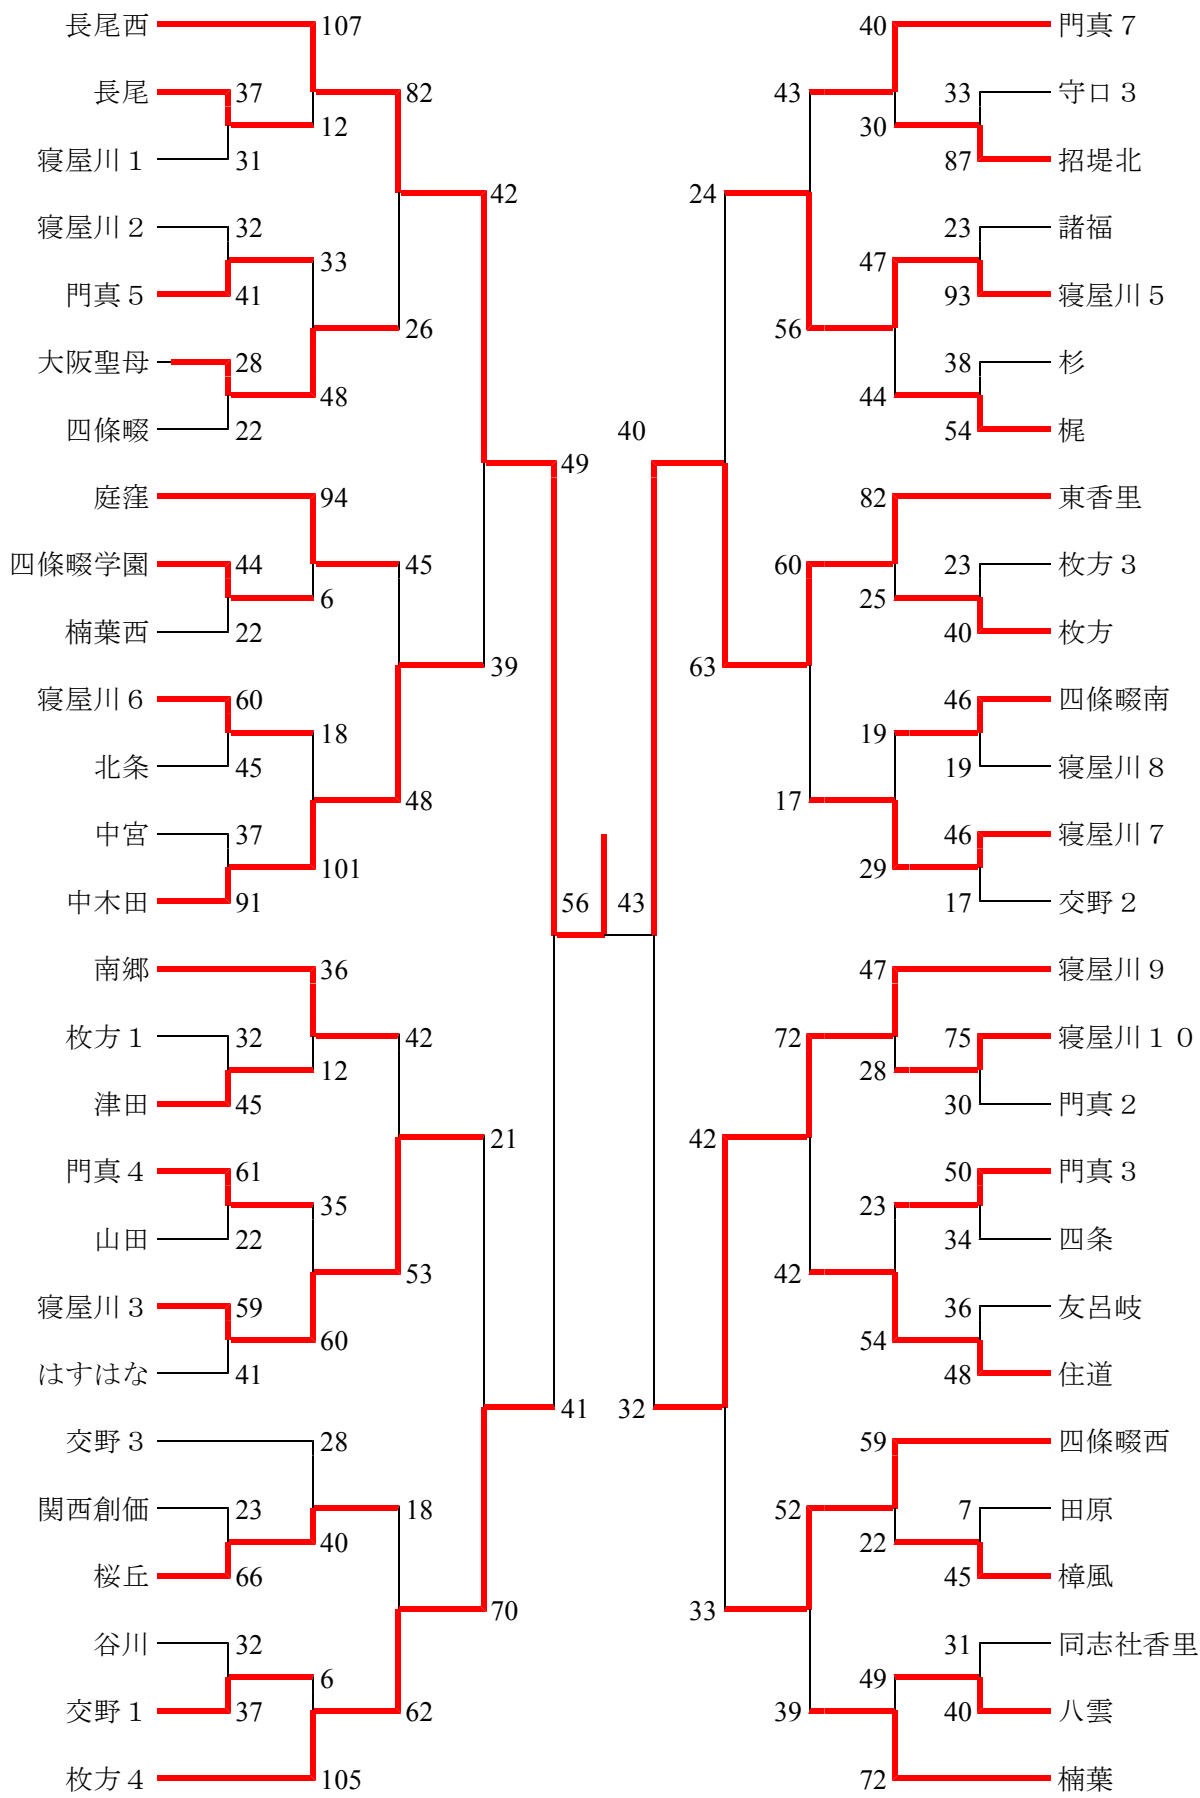 長尾西 107 40 門真７
長尾 37 82 43 33 守口３
12 30
寝屋川１ 31 87 招堤北
42 24
寝屋川２ 32 23 諸福
33 47
門真５ 41 93 寝屋川５
26 56
大阪聖母 28 38 杉
48 44
四條畷 22 40 54 梶
49
庭窪 94 82 東香里
四條畷学園 44 45 60 23 枚方３
6 25
楠葉西 22 40 枚方
39 63
寝屋川６ 60 46 四條畷南
18 19
北条 45 19 寝屋川８
48 17
中宮 37 46 寝屋川７
101 29
中木田 91 56 43 17 交野２
南郷 36 47 寝屋川９
枚方１ 32 42 72 75 寝屋川１０
12 28
津田 45 30 門真２
21 42
門真４ 61 50 門真３
35 23
山田 22 34 四条
53 42
寝屋川３ 59 36 友呂岐
60 54
はすはな 41 48 住道
41 32
交野３ 28 59 四條畷西
関西創価 23 18 52 7 田原
40 22
桜丘 66 45 樟風
70 33
谷川 32 31 同志社香里
6 49
交野１ 37 62 39 40 八雲
枚方４ 105 72 楠葉